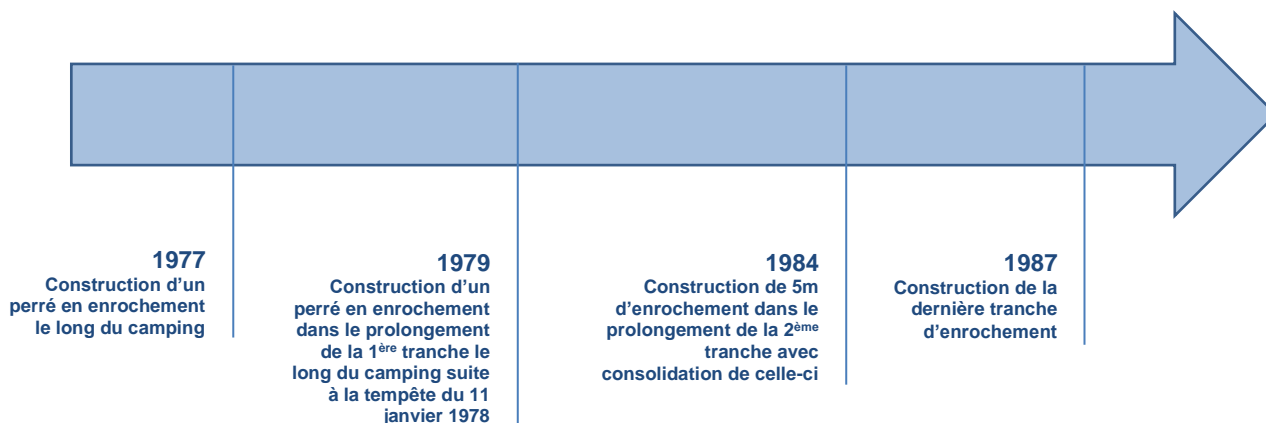 1977
Construction d’un
perré en enrochement
le long du camping
1979
Construction d’un
perré en enrochement
dans le prolongement
de la 1ère tranche le
long du camping suite
à la tempête du 11
janvier 1978
1984
Construction de 5m
d’enrochement dans le
prolongement de la 2ème
tranche avec
consolidation de celle-ci
1987
Construction de la
dernière tranche
d’enrochement